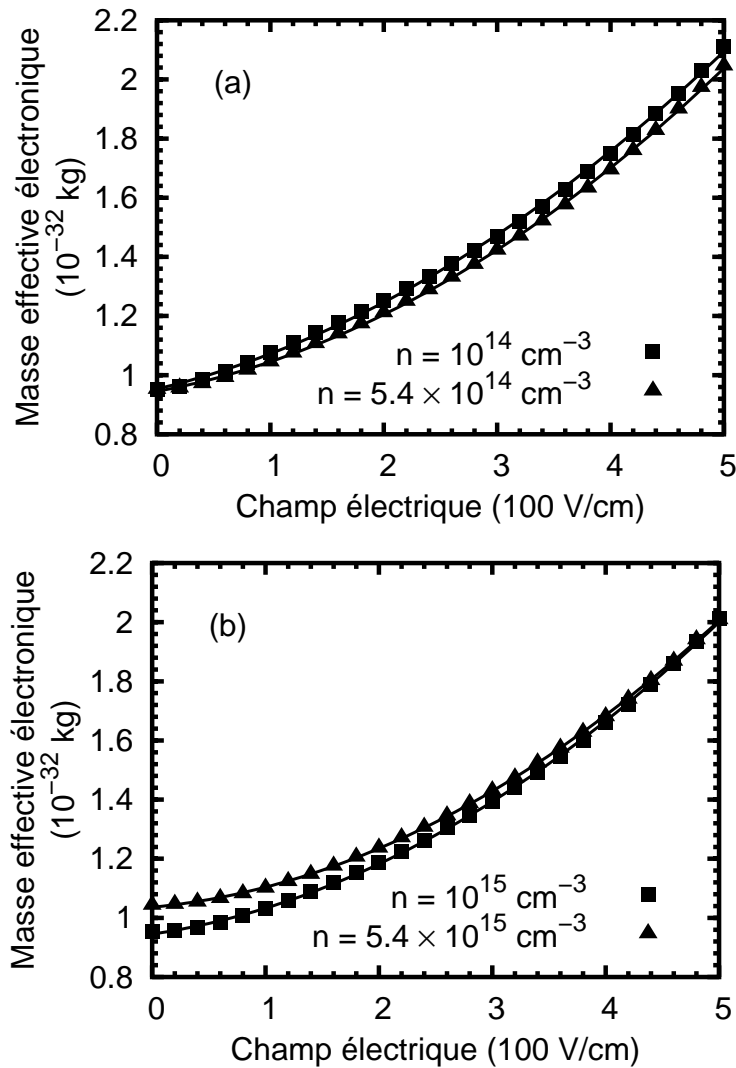 2.2
2
1.8
1.6
1.4
1.2
1
0.8
Masse effective électronique
(10⁻³² kg)
(a)
n = 10¹⁴ cm⁻³
n = 5.4 × 10¹⁴ cm⁻³
0 1 2 3 4 5
Champ électrique (100 V/cm)
2.2
2
1.8
1.6
1.4
1.2
1
0.8
Masse effective électronique
(10⁻³² kg)
(b)
n = 10¹⁵ cm⁻³
n = 5.4 × 10¹⁵ cm⁻³
0 1 2 3 4 5
Champ électrique (100 V/cm)